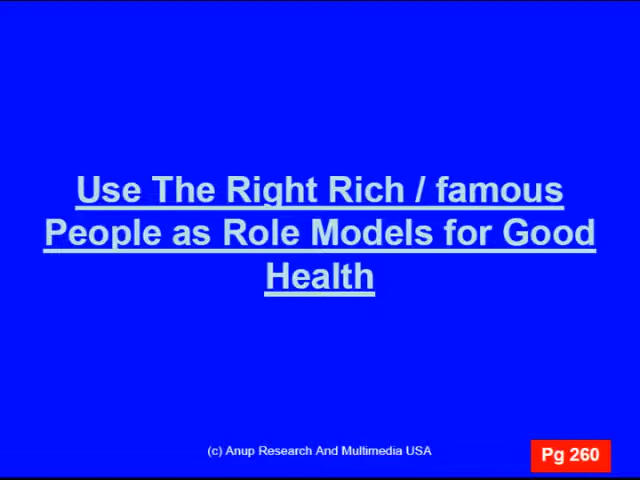 Use The Right Rich / famous
People as Role Models for Good
Health
(c) Anup Research And Multimedia USA
Pg 260